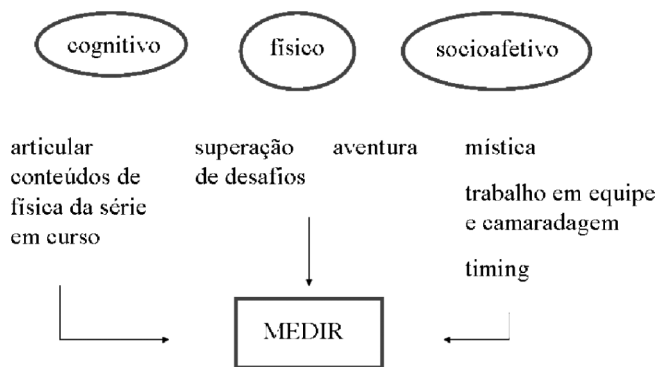 cognitivo
físico
socioafetivo
articular
conteúdos de
física da série
em curso
superação
de desafios
aventura
mística
trabalho em equipe
e camaradagem
timing
MEDIR